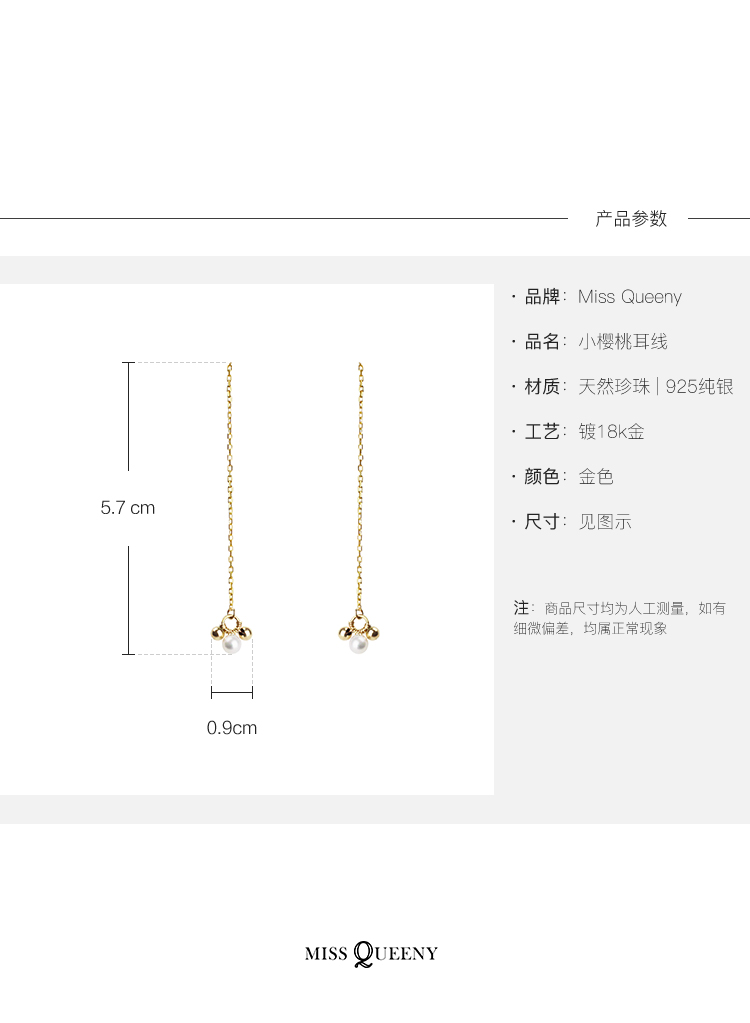 产品参数
· 品牌：Miss Queeny
· 品名：小樱桃耳线
· 材质：天然珍珠 | 925纯银
· 工艺：镀18k金
· 颜色：金色
· 尺寸：见图示
注：商品尺寸均为人工测量，如有
细微偏差，均属正常现象
5.7 cm
0.9cm
MISS QUEENY